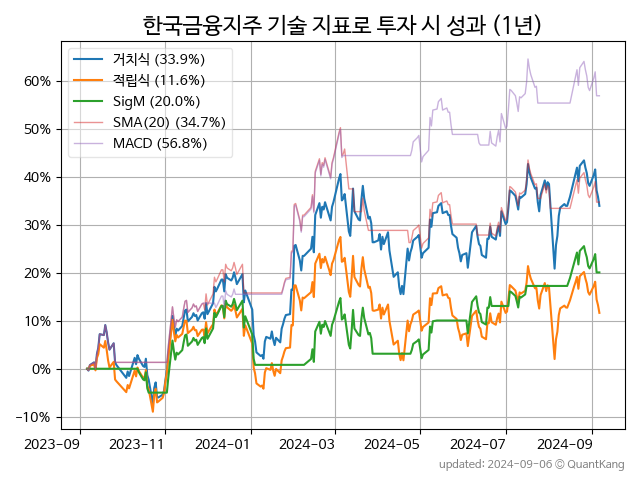 한국금융지주 기술 지표로 투자 시 성과 (1년)
거치식 (33.9%)
적립식 (11.6%)
SigM (20.0%)
SMA(20) (34.7%)
MACD (56.8%)
60%
50%
40%
30%
20%
10%
0%
−10%
2023-09 2023-11 2024-01 2024-03 2024-05 2024-07 2024-09
updated: 2024-09-06 © QuantKang